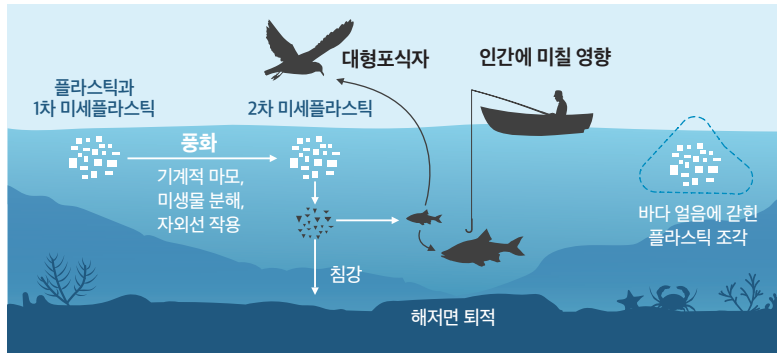 대형포식자
인간에 미칠 영향
플라스틱과
1차 미세플라스틱
2차 미세플라스틱
풍화
기계적 마모,
미생물 분해,
자외선 작용
바다 얼음에 갇힌
플라스틱 조각
침강
해저면 퇴적